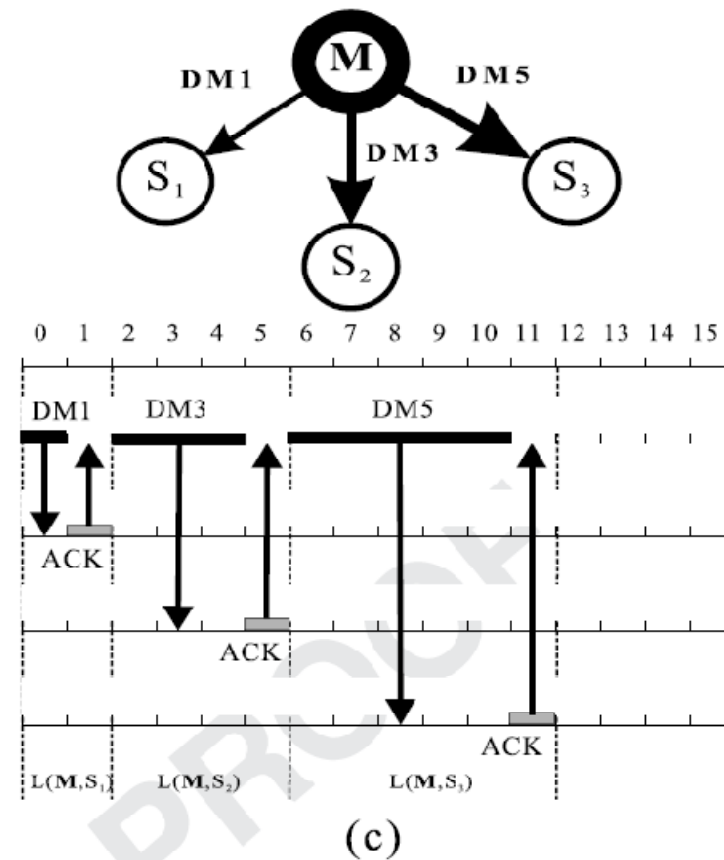 M
DM1
DM5
DM3
S₁
S₃
S₂
0 1 2 3 4 5 6 7 8 9 10 11 12 13 14 15
DM1 DM3 DM5
ACK
ACK
ACK
L(M,S₁) L(M,S₂) L(M,S₃)
PROOF
(c)